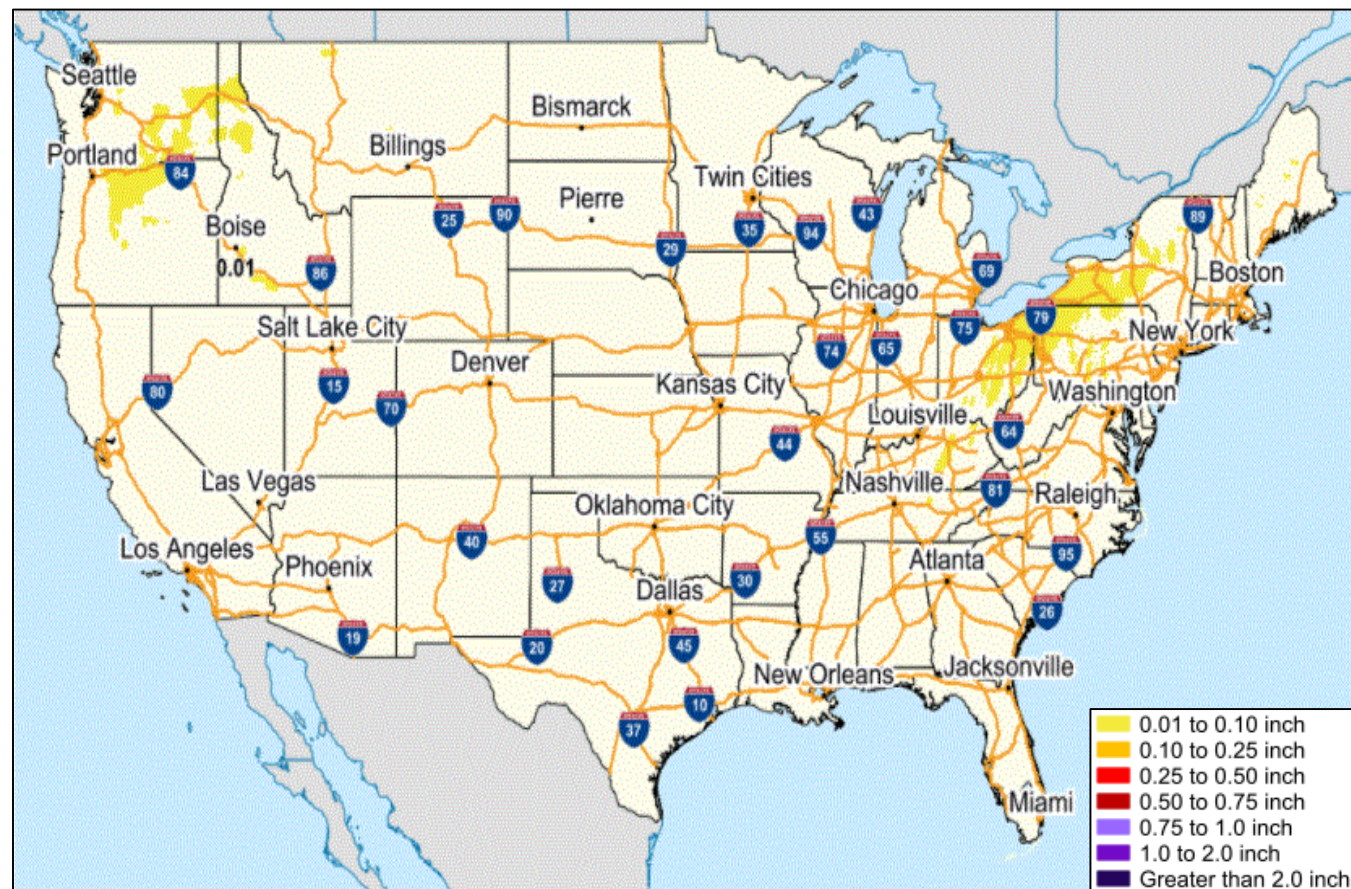 Seattle
Bismarck
Billings
Portland
84
Twin Cities
Pierre
25
90
43
89
Boise
35
94
29
0.01
86
69
Boston
Chicago
Salt Lake City
79
75
New York
Denver
74
65
15
Kansas City
80
70
Washington
Louisville
64
44
Las Vegas
Nashville
81
Raleigh
Oklahoma City
40
55
Los Angeles
95
Phoenix
Atlanta
27
30
Dallas
26
19
20
45
New Orleans
Jacksonville
10
37
0.01 to 0.10 inch
0.10 to 0.25 inch
0.25 to 0.50 inch
0.50 to 0.75 inch
Miami
0.75 to 1.0 inch
1.0 to 2.0 inch
Greater than 2.0 inch